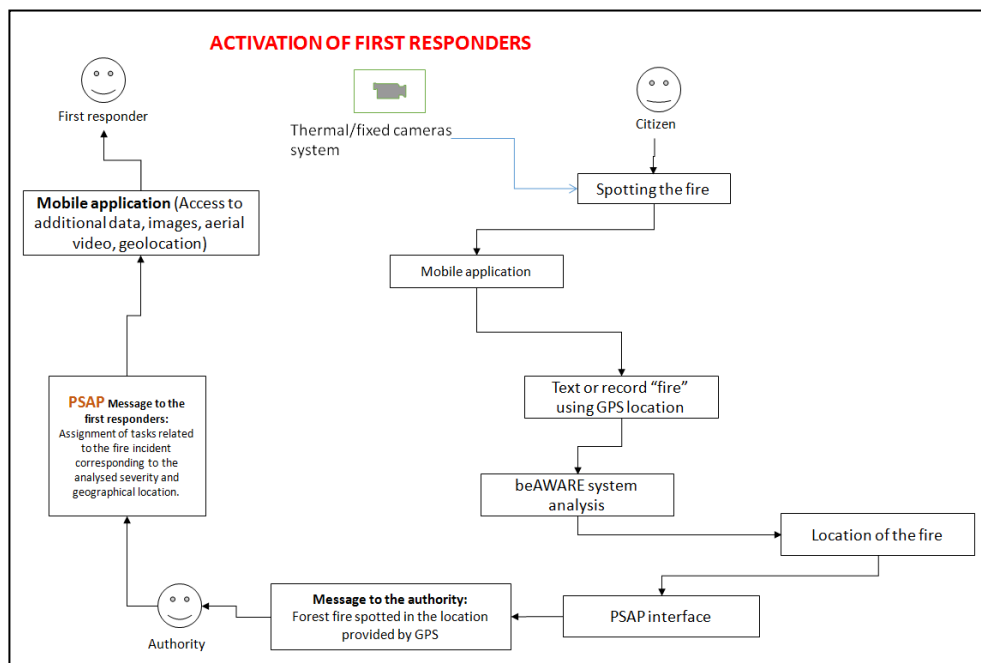 ACTIVATION OF FIRST RESPONDERS
First responder
Thermal/fixed cameras
system
Citizen
Spotting the fire
Mobile application (Access to
additional data, images, aerial
video, geolocation)
Mobile application
Text or record “fire”
using GPS location
PSAP Message to the
first responders:
Assignment of tasks related
to the fire incident
corresponding to the
analysed severity and
geographical location.
beAWARE system
analysis
Location of the fire
PSAP interface
Message to the authority:
Forest fire spotted in the location
provided by GPS
Authority